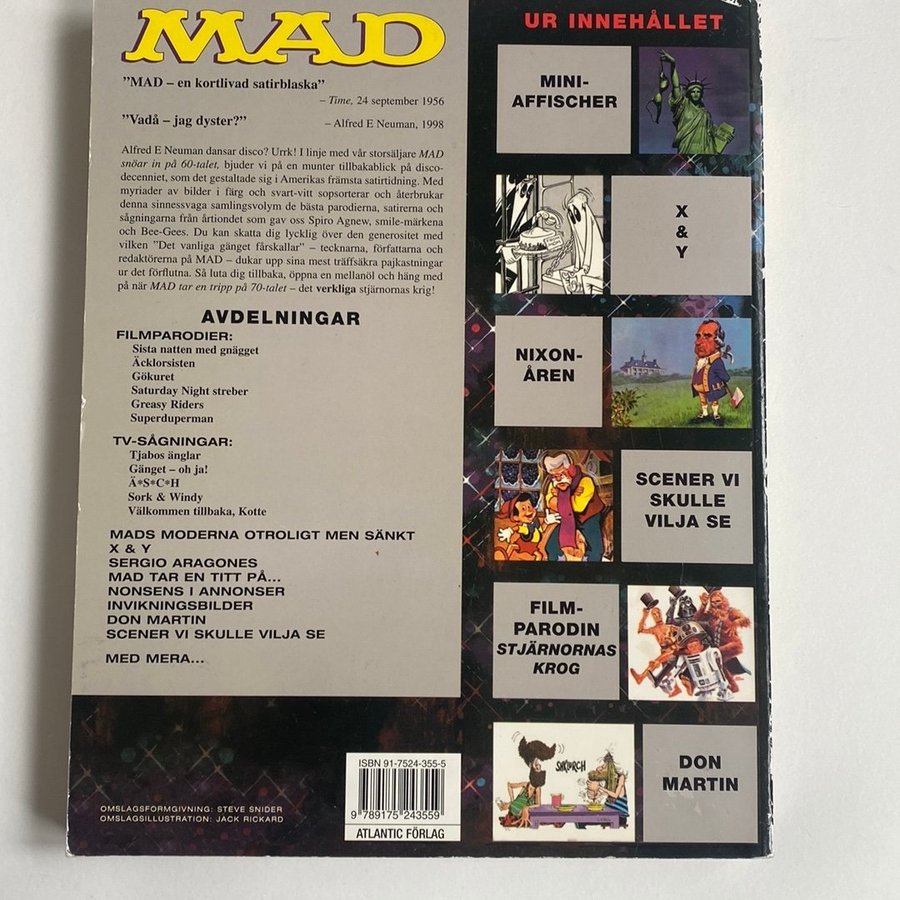 MAD
"MAD – en kortlivad satirblaska"
– Time, 24 september 1956
"Vadå – jag dyster?"
– Alfred E Neuman, 1998
Alfred E Neuman dansar disco? Urrk! I linje med vår storsäljare MAD
snöar in på 60-talet, bjuder vi på en munter tillbakablick på disco-
decenniet, som det gestaltade sig i Amerikas främsta satirtidning. Med
myriader av bilder i färg och svart-vitt sopsorterar och återbrukar
denna sinnessvaga samlingsvolym de bästa parodierna, satirerna och
sågningarna från årtiondet som gav oss Spiro Agnew, smile-märkena
och Bee-Gees. Du kan skatta dig lycklig över den generositet med
vilken "Det vanliga gänget fårskallar" – tecknarna, författarna och
redaktörerna på MAD – dukar upp sina mest träffsäkra pajkastningar
ur det förflutna. Så luta dig tillbaka, öppna en mellanöl och häng med
på när MAD tar en tripp på 70-talet – det verkliga stjärnornas krig!
AVDELNINGAR
FILMPARODIER:
Sista natten med gnägget
Äcklorsisten
Gökuret
Saturday Night streber
Greasy Riders
Superduperman
TV-SÅGNINGAR:
Tjabos änglar
Gänget – oh ja!
Ä*S*C*H
Sork & Windy
Välkommen tillbaka, Kotte
MADS MODERNA OTROLIGT MEN SÄNKT
X & Y
SERGIO ARAGONES
MAD TAR EN TITT PÅ...
NONSENS I ANNONSER
INVIKNINGSBILDER
DON MARTIN
SCENER VI SKULLE VILJA SE
MED MERA...
OMSLAGSFORMGIVNING: STEVE SNIDER
OMSLAGSILLUSTRATION: JACK RICKARD
ISBN 91-7524-355-5
9 789175 243559
ATLANTIC FÖRLAG
UR INNEHÅLLET
MINI-
AFFISCHER
X
&
Y
NIXON-
ÅREN
SCENER VI
SKULLE
VILJA SE
FILM-
PARODIN
STJÄRNORNAS
KROG
DON
MARTIN